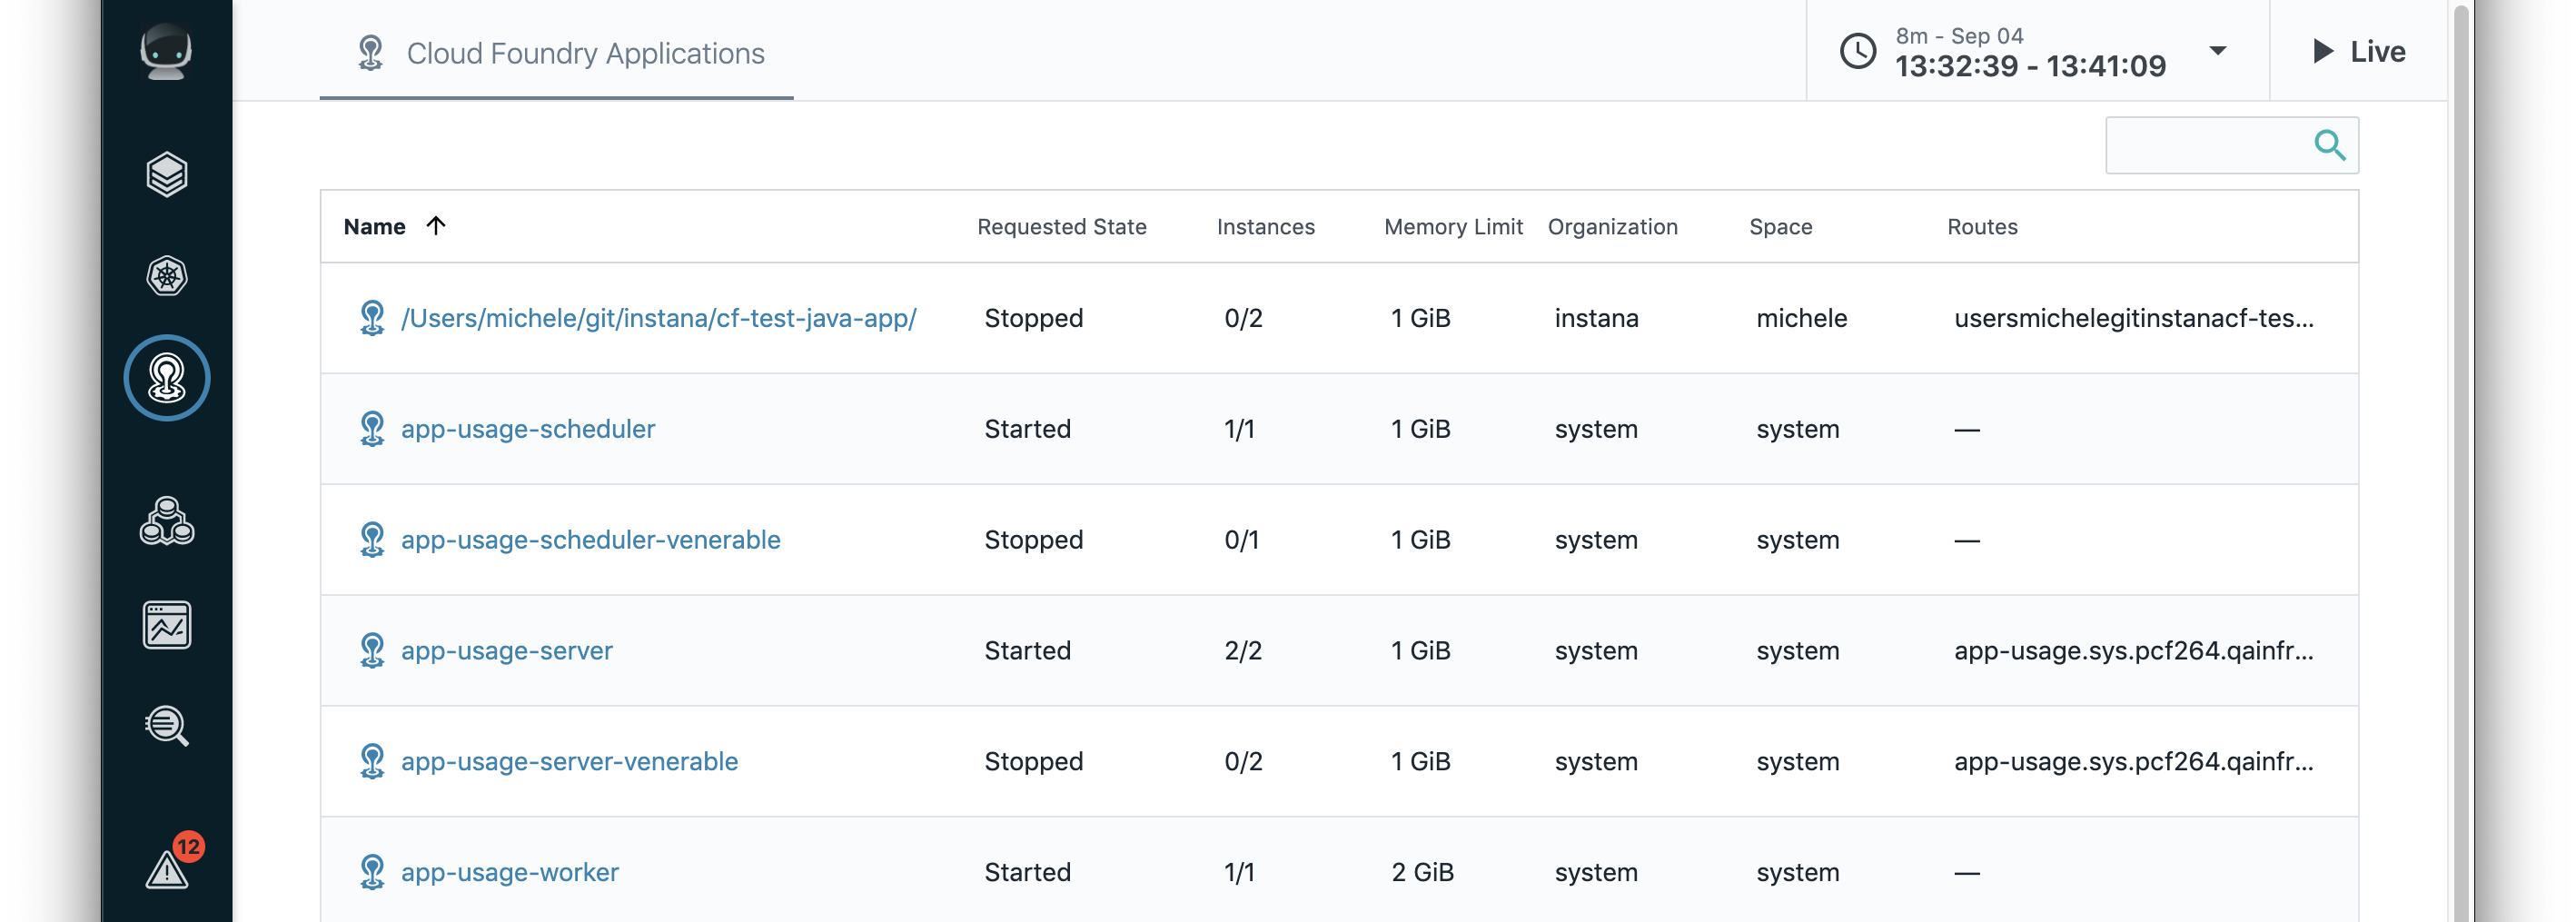 Cloud Foundry Applications
8m - Sep 04
13:32:39 - 13:41:09
Live
Name Requested State Instances Memory Limit Organization Space Routes
/Users/michele/git/instana/cf-test-java-app/ Stopped 0/2 1 GiB instana michele usersmichelegitinstanacf-tes...
app-usage-scheduler Started 1/1 1 GiB system system —
app-usage-scheduler-venerable Stopped 0/1 1 GiB system system —
app-usage-server Started 2/2 1 GiB system system app-usage.sys.pcf264.qainfr...
app-usage-server-venerable Stopped 0/2 1 GiB system system app-usage.sys.pcf264.qainfr...
12
app-usage-worker Started 1/1 2 GiB system system —